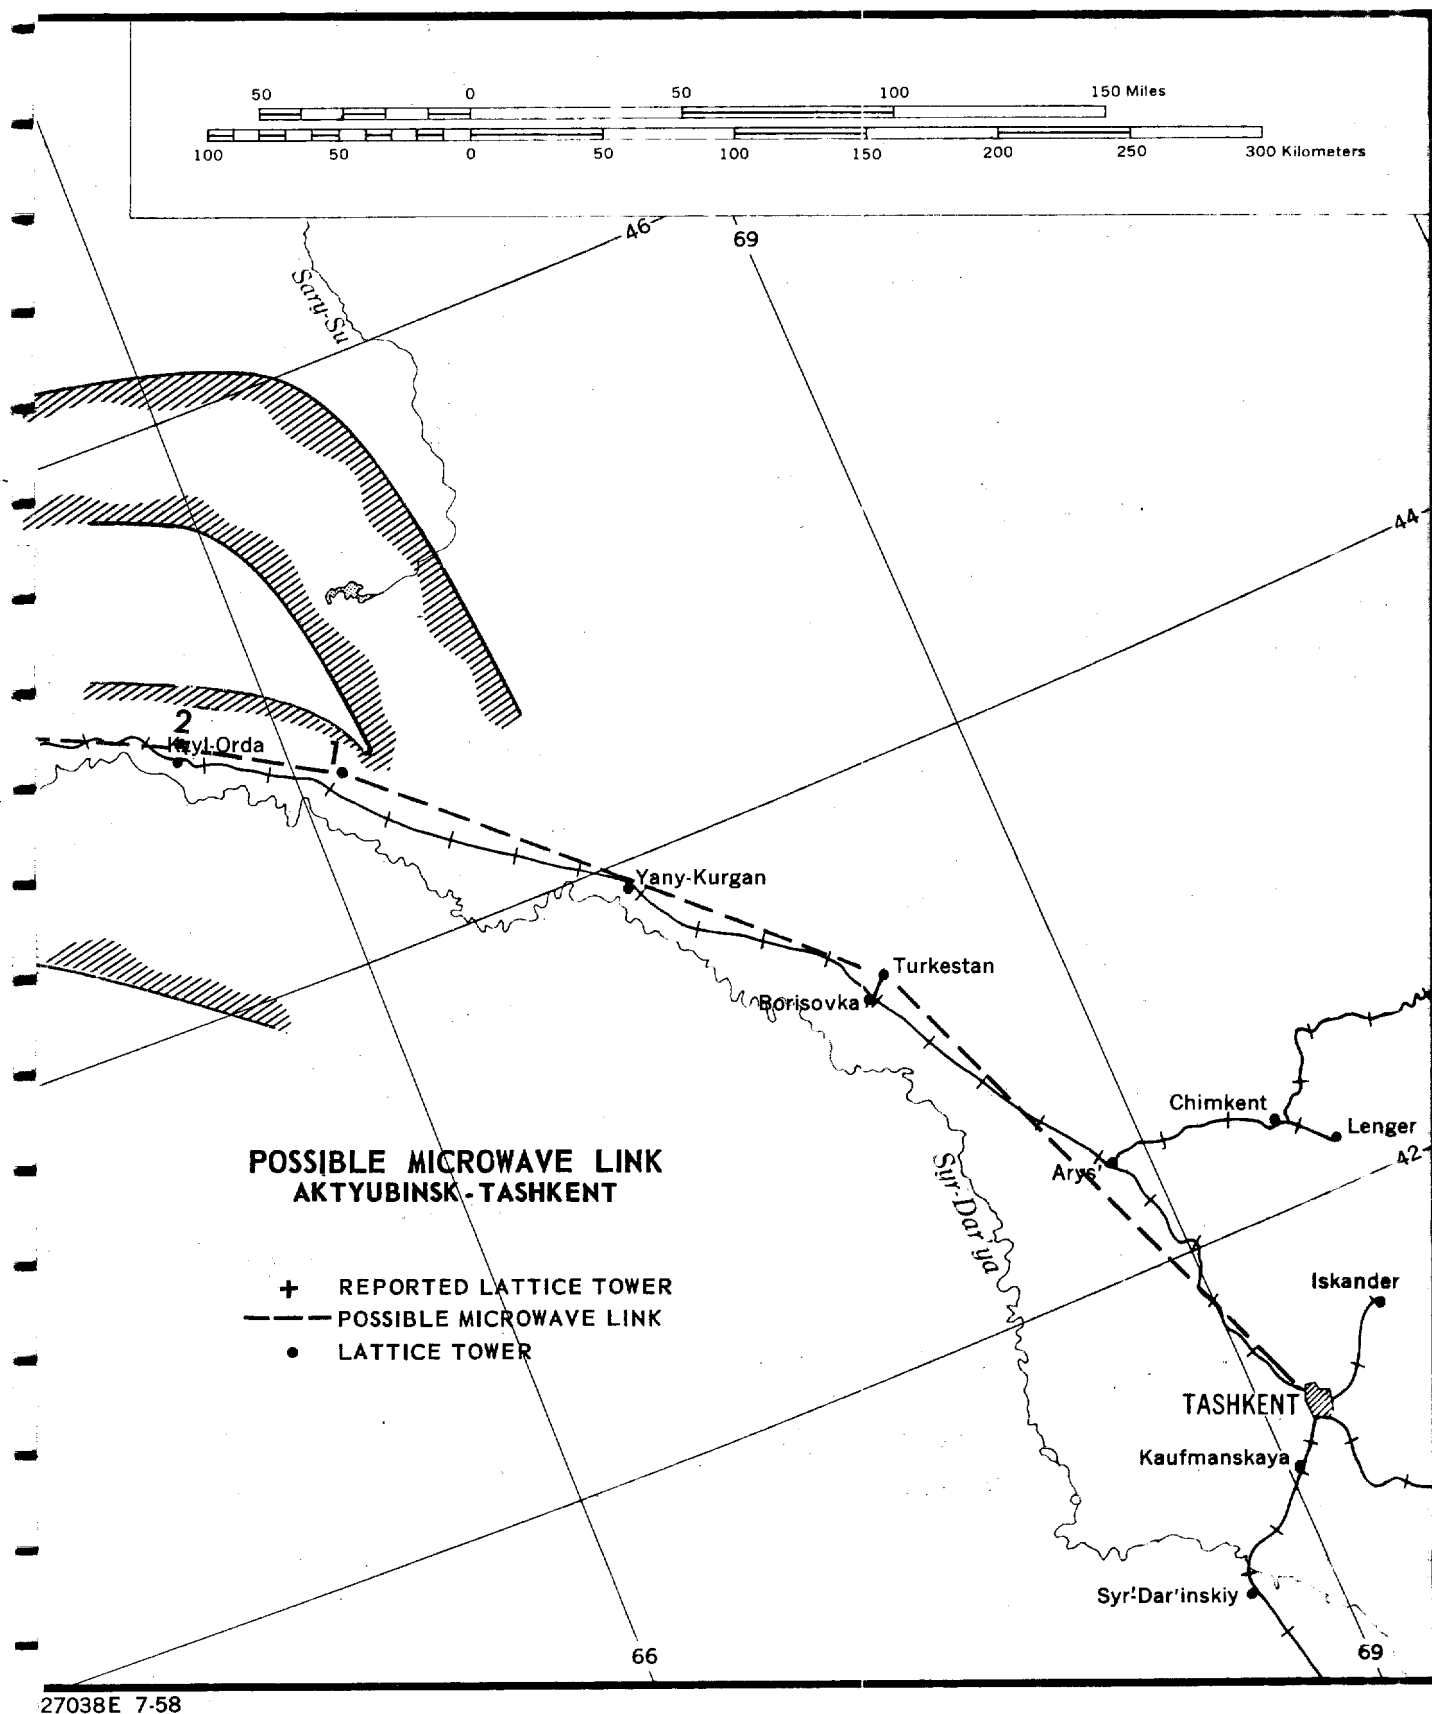 50 0 50 100 150 Miles
100 50 0 50 100 150 200 250 300 Kilometers
46
69
Sary-Su
44
2
Kzyl-Orda
1
Yany-Kurgan
Turkestan
Borisovka
Chimkent
Lenger
42
Arys'
Syr-Dar'ya
POSSIBLE MICROWAVE LINK
AKTYUBINSK-TASHKENT
+ REPORTED LATTICE TOWER
POSSIBLE MICROWAVE LINK
LATTICE TOWER
Iskander
TASHKENT
Kaufmanskaya
Syr'-Dar'inskiy
66
69
27038E 7-58